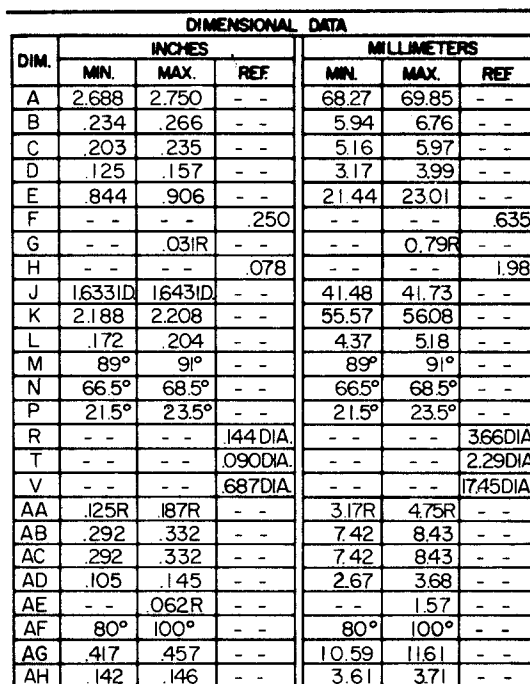 DIMENSIONAL DATA
DIM. INCHES MILLIMETERS
MIN. MAX. REF. MIN. MAX. REF
A 2.688 2.750 - - 68.27 69.85 - -
B .234 .266 - - 5.94 6.76 - -
C .203 .235 - - 5.16 5.97 - -
D .125 .157 - - 3.17 3.99 - -
E .844 .906 - - 21.44 23.01 - -
F - - - - .250 - - - - .635
G - - .031R - - - - 0.79R - -
H - - - - .078 - - - - 1.98
J 1.633I.D. 1.643I.D. - - 41.48 41.73 - -
K 2.188 2.208 - - 55.57 56.08 - -
L .172 .204 - - 4.37 5.18 - -
M 89° 91° - - 89° 91° - -
N 66.5° 68.5° - - 66.5° 68.5° - -
P 21.5° 23.5° - - 21.5° 23.5° - -
R - - - - .144 DIA. - - - - 3.66DIA
T - - - - .090DIA. - - - - 2.29DIA
V - - - - .687DIA. - - - - 17.45DIA
AA .125R .187R - - 3.17R 4.75R - -
AB .292 .332 - - 7.42 8.43 - -
AC .292 .332 - - 7.42 8.43 - -
AD .105 .145 - - 2.67 3.68 - -
AE - - .062R - - - - 1.57 - -
AF 80° 100° - - 80° 100° - -
AG .417 .457 - - 10.59 11.61 - -
AH .142 .146 - - 3.61 3.71 - -